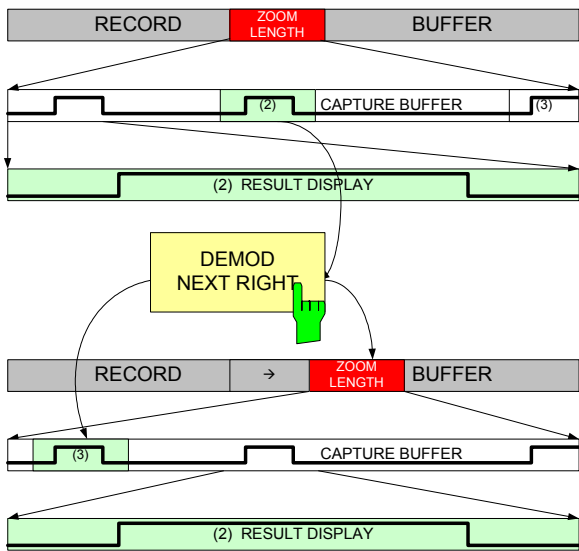 RECORD
ZOOM
LENGTH
BUFFER
(2)
CAPTURE BUFFER
(3)
(2) RESULT DISPLAY
DEMOD
NEXT RIGHT
RECORD
→
ZOOM
LENGTH
BUFFER
(3)
CAPTURE BUFFER
(2) RESULT DISPLAY